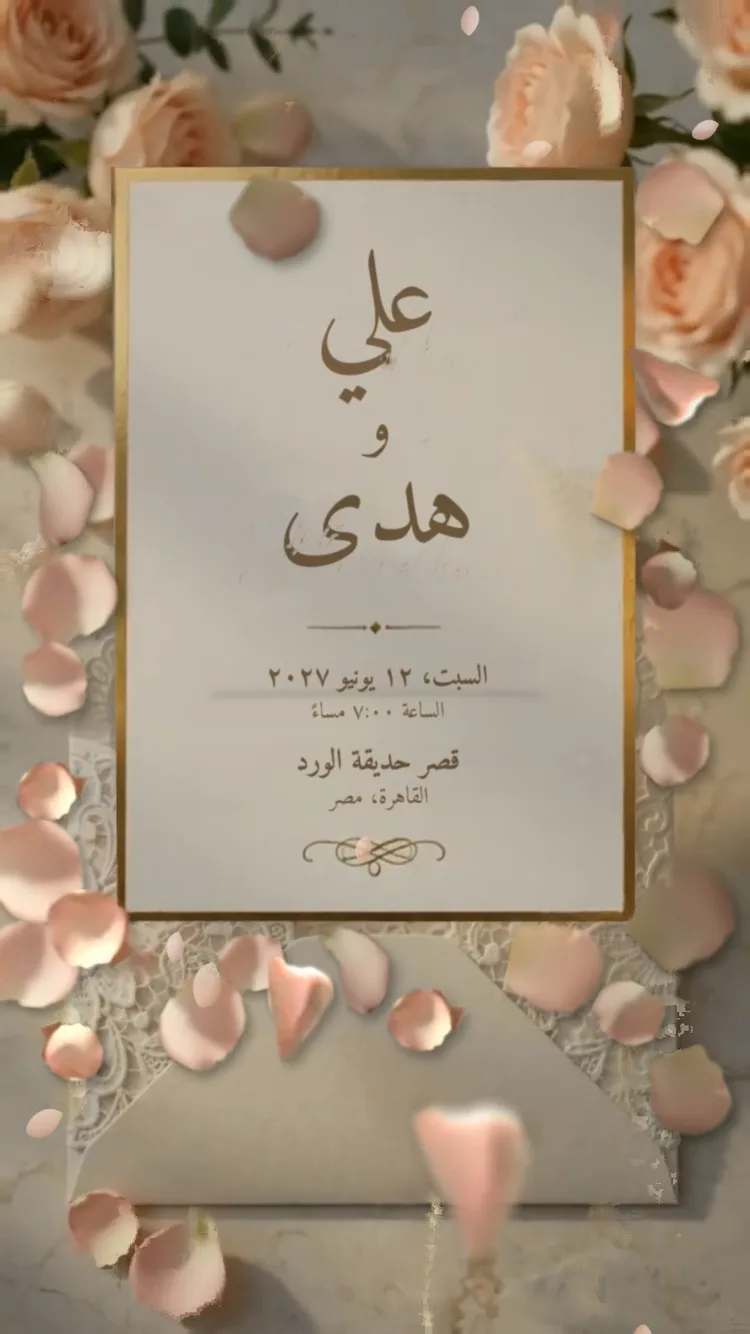 علي
و
هدى
السبت، ١٢ يونيو ٢٠٢٧
الساعة ٧:٠٠ مساءً
قصر حديقة الورد
القاهرة، مصر